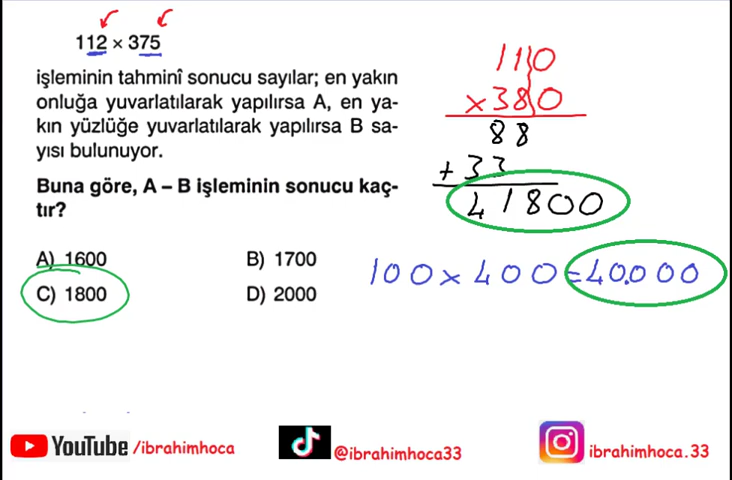 112 × 375
işleminin tahminî sonucu sayılar; en yakın
onluğa yuvarlatılarak yapılırsa A, en ya-
kın yüzlüğe yuvarlatılarak yapılırsa B sa-
yısı bulunuyor.
Buna göre, A – B işleminin sonucu kaç-
tır?
A) 1600
B) 1700
C) 1800
D) 2000
110
×380
88
+ 33
41800
100 × 400 = 40.000
YouTube /ibrahimhoca
@ibrahimhoca33
ibrahimhoca.33